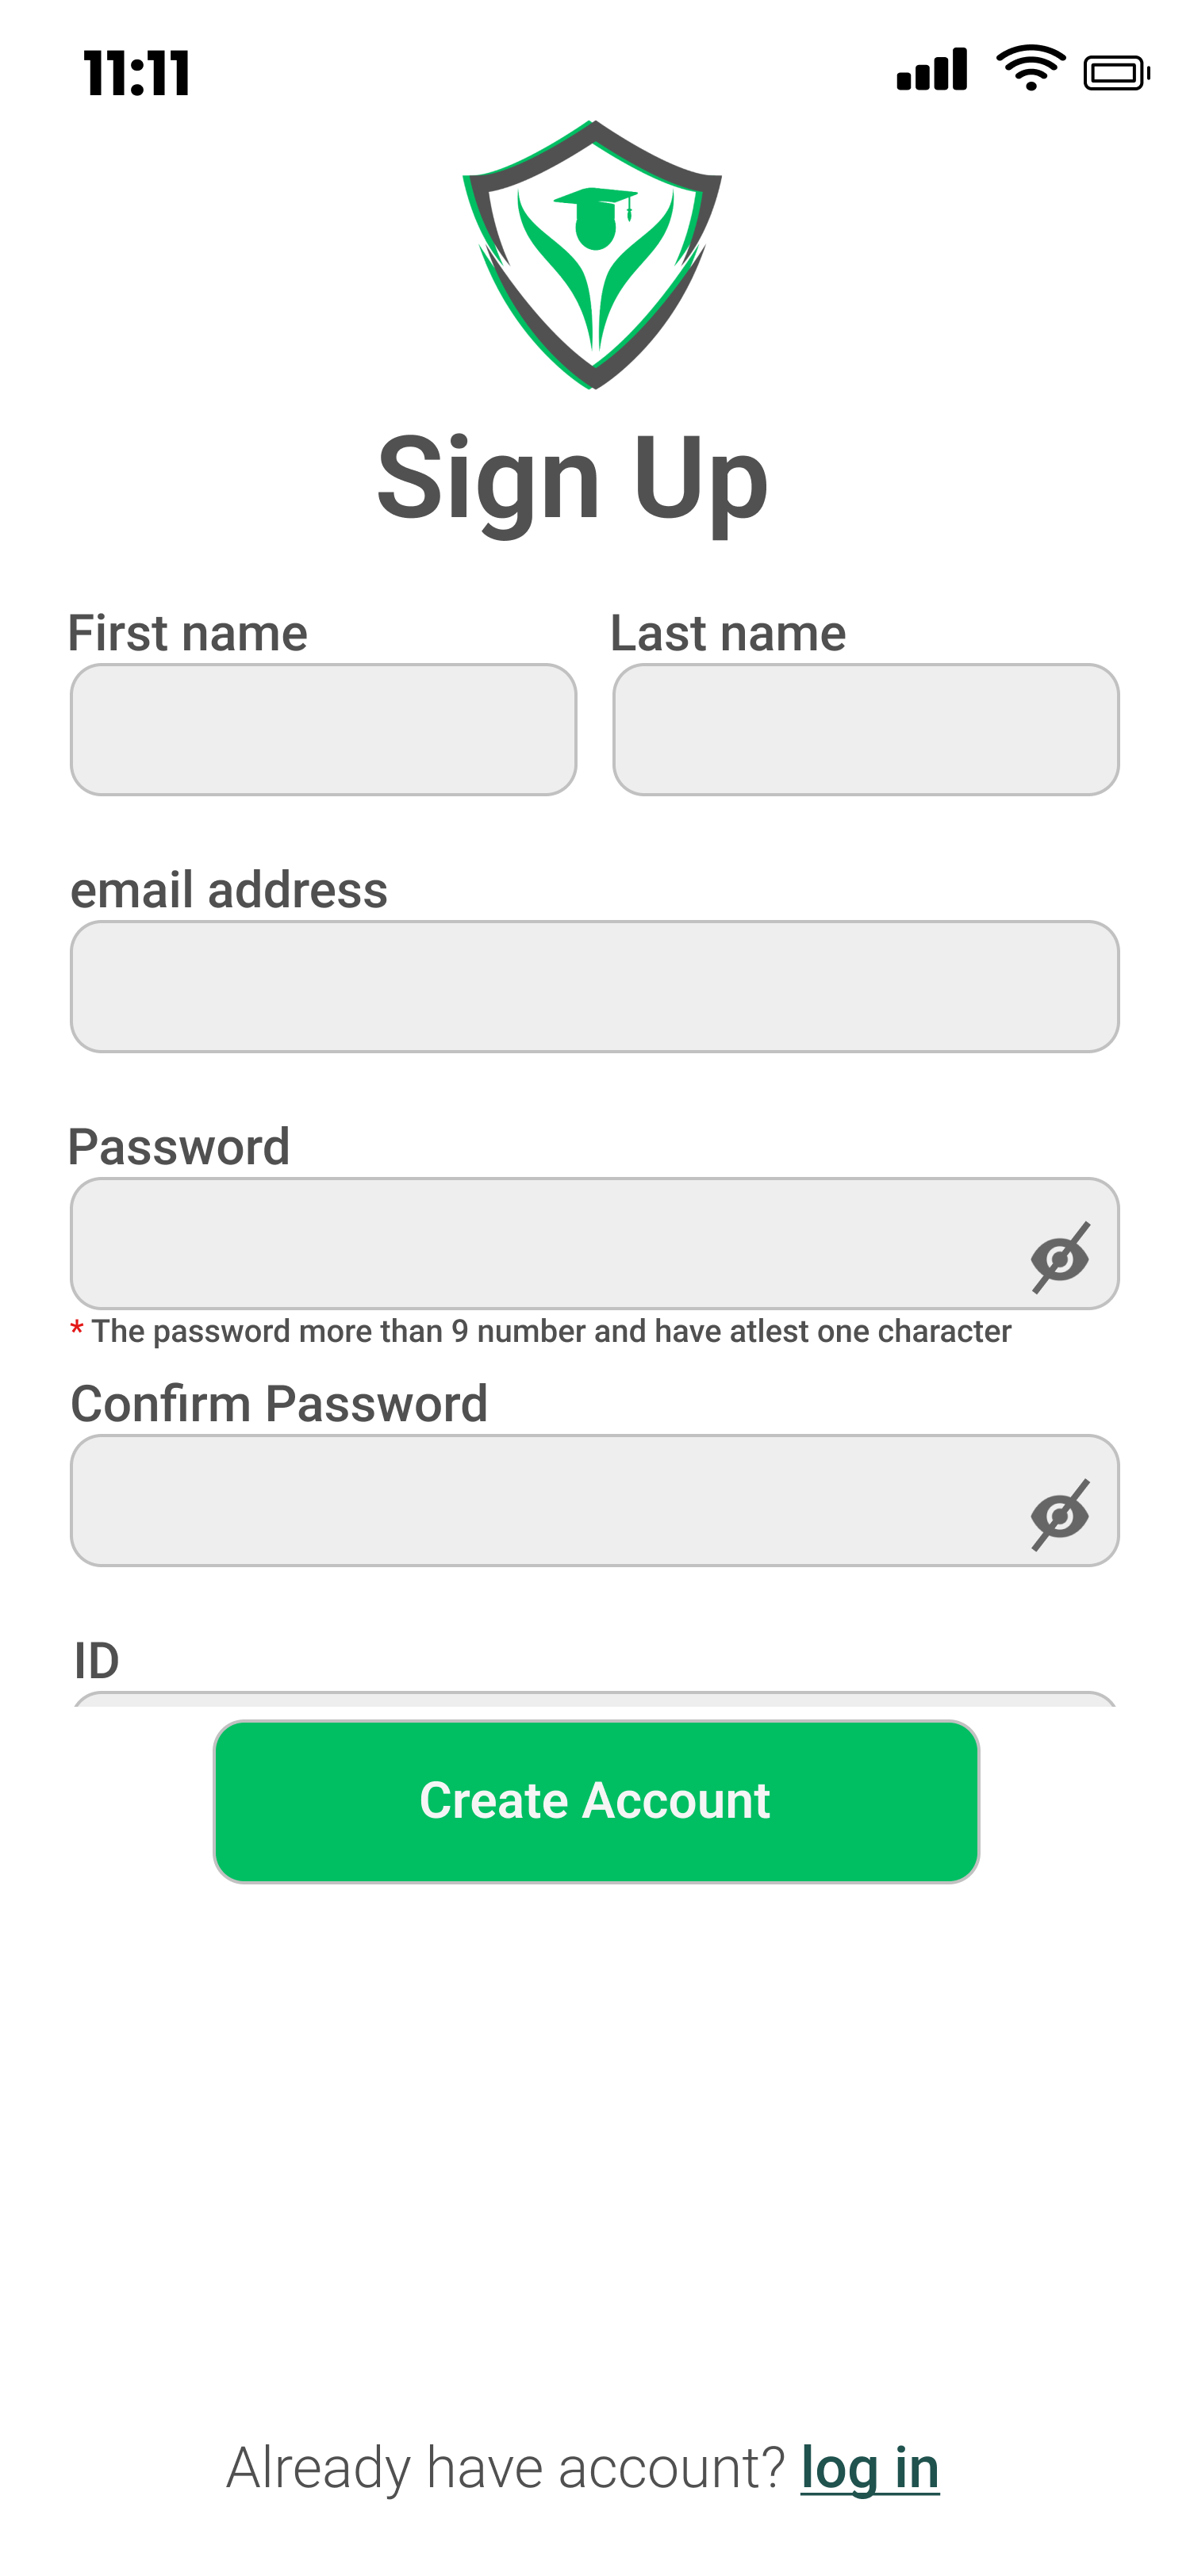 11:11
Sign Up
First name Last name
email address
Password
* The password more than 9 number and have atlest one character
Confirm Password
ID
Create Account
Already have account? log in